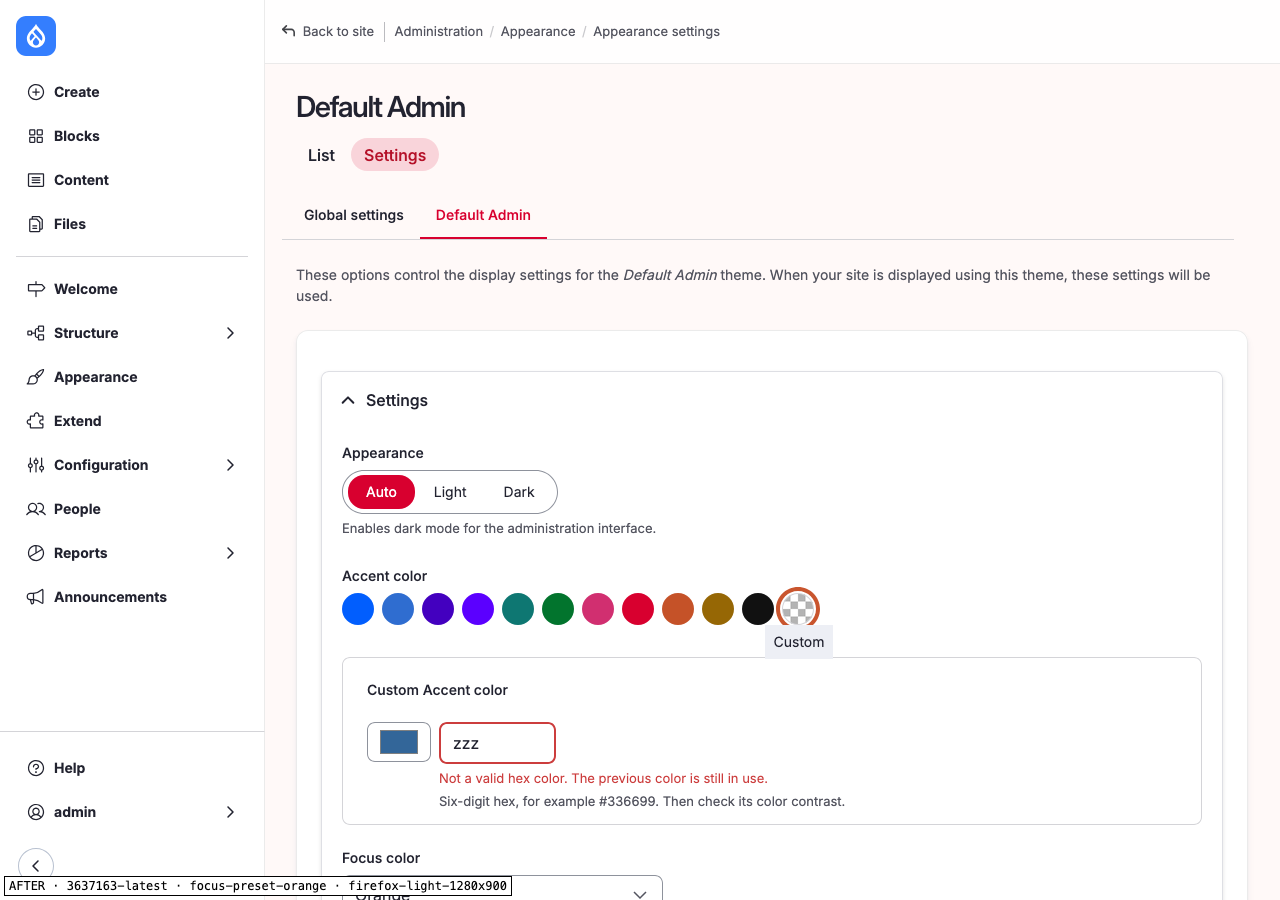 Back to site
Administration / Appearance / Appearance settings
Create
Blocks
Content
Files
Welcome
Structure
Appearance
Extend
Configuration
People
Reports
Announcements
Help
admin
Default Admin
List
Settings
Global settings
Default Admin
These options control the display settings for the Default Admin theme. When your site is displayed using this theme, these settings will be
used.
Settings
Appearance
Auto
Light
Dark
Enables dark mode for the administration interface.
Accent color
Custom
Custom Accent color
zzz
Not a valid hex color. The previous color is still in use.
Six-digit hex, for example #336699. Then check its color contrast.
Focus color
Orange
AFTER · 3637163-latest · focus-preset-orange · firefox-light-1280x900